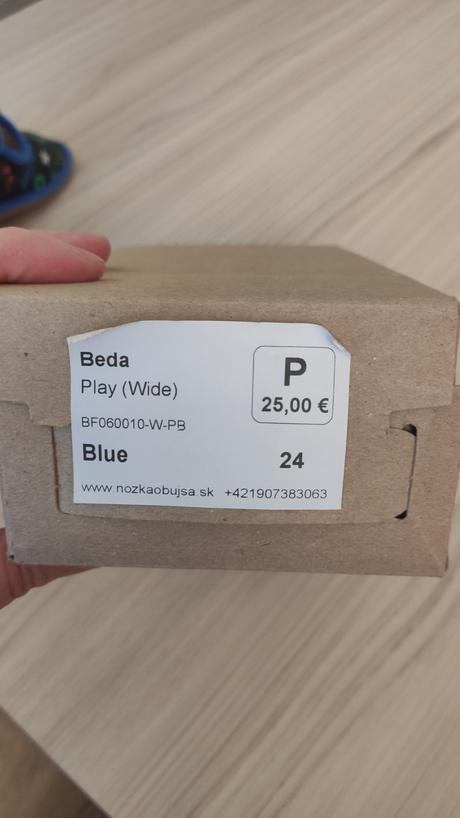 Beda
Play (Wide)
P
25,00 €
BF060010-W-PB
Blue 24
www.nozkaobujsa.sk +421907383063